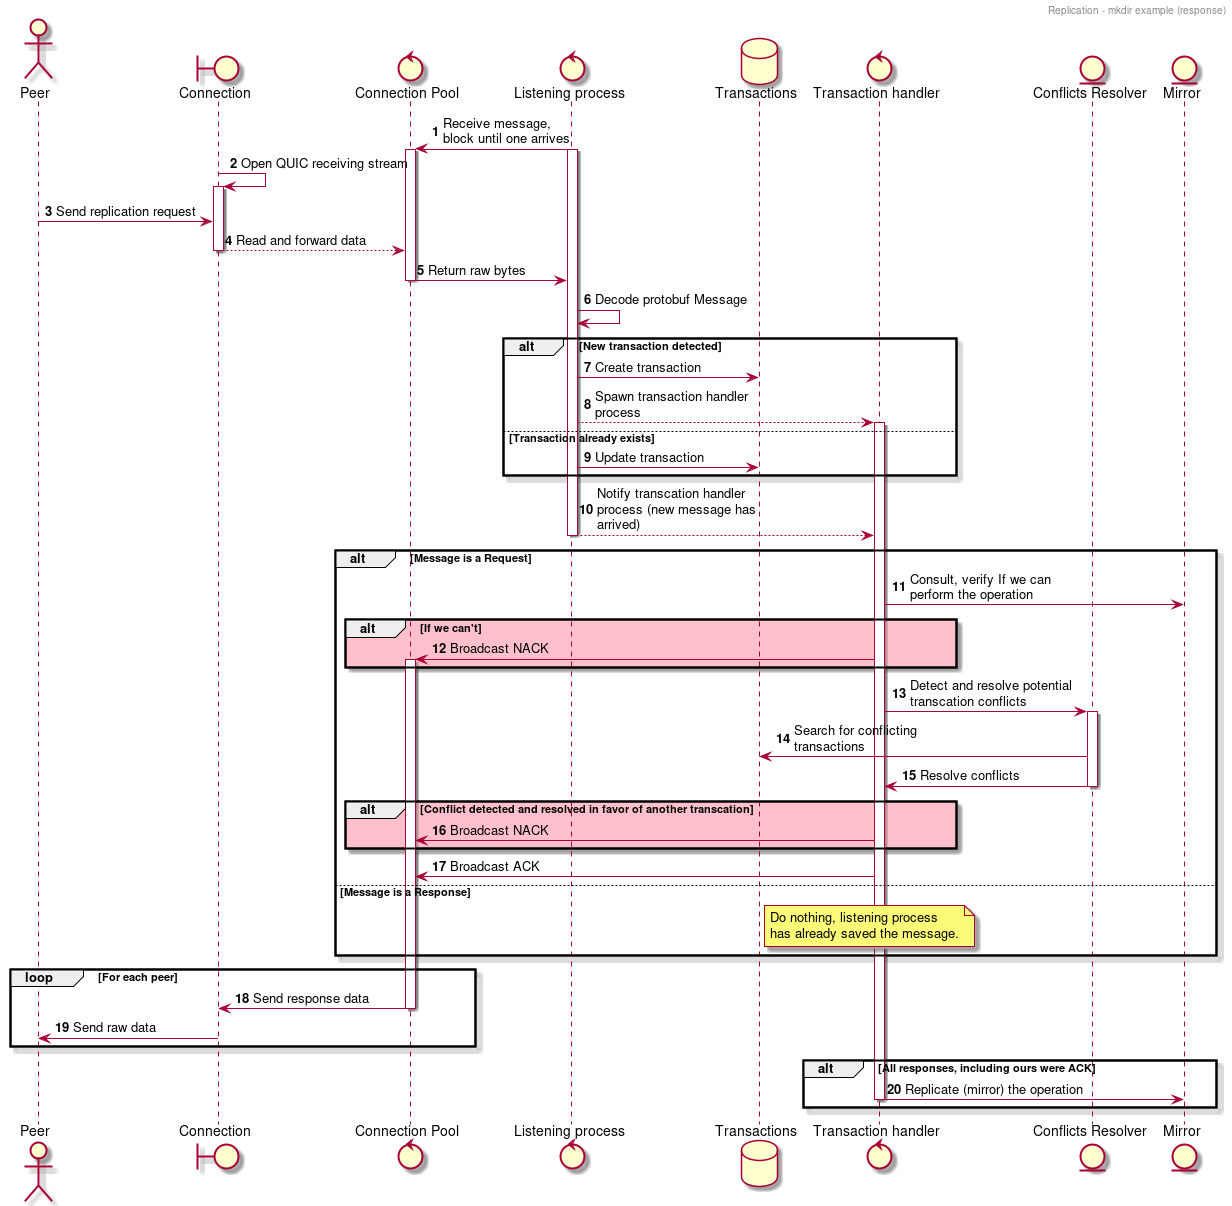 Replication - mkdir example (response)
Peer
Connection
Connection Pool
Listening process
Transactions
Transaction handler
Conflicts Resolver
Mirror
1 Receive message,
block until one arrives
2 Open QUIC receiving stream
3 Send replication request
4 Read and forward data
5 Return raw bytes
6 Decode protobuf Message
alt [New transaction detected]
7 Create transaction
8 Spawn transaction handler
process
[Transaction already exists]
9 Update transaction
10 Notify transcation handler
process (new message has
arrived)
alt [Message is a Request]
11 Consult, verify If we can
perform the operation
alt [If we can't]
12 Broadcast NACK
13 Detect and resolve potential
transcation conflicts
14 Search for conflicting
transactions
15 Resolve conflicts
alt [Conflict detected and resolved in favor of another transcation]
16 Broadcast NACK
17 Broadcast ACK
[Message is a Response]
Do nothing, listening process
has already saved the message.
loop [For each peer]
18 Send response data
19 Send raw data
alt [All responses, including ours were ACK]
20 Replicate (mirror) the operation
Peer
Connection
Connection Pool
Listening process
Transactions
Transaction handler
Conflicts Resolver
Mirror